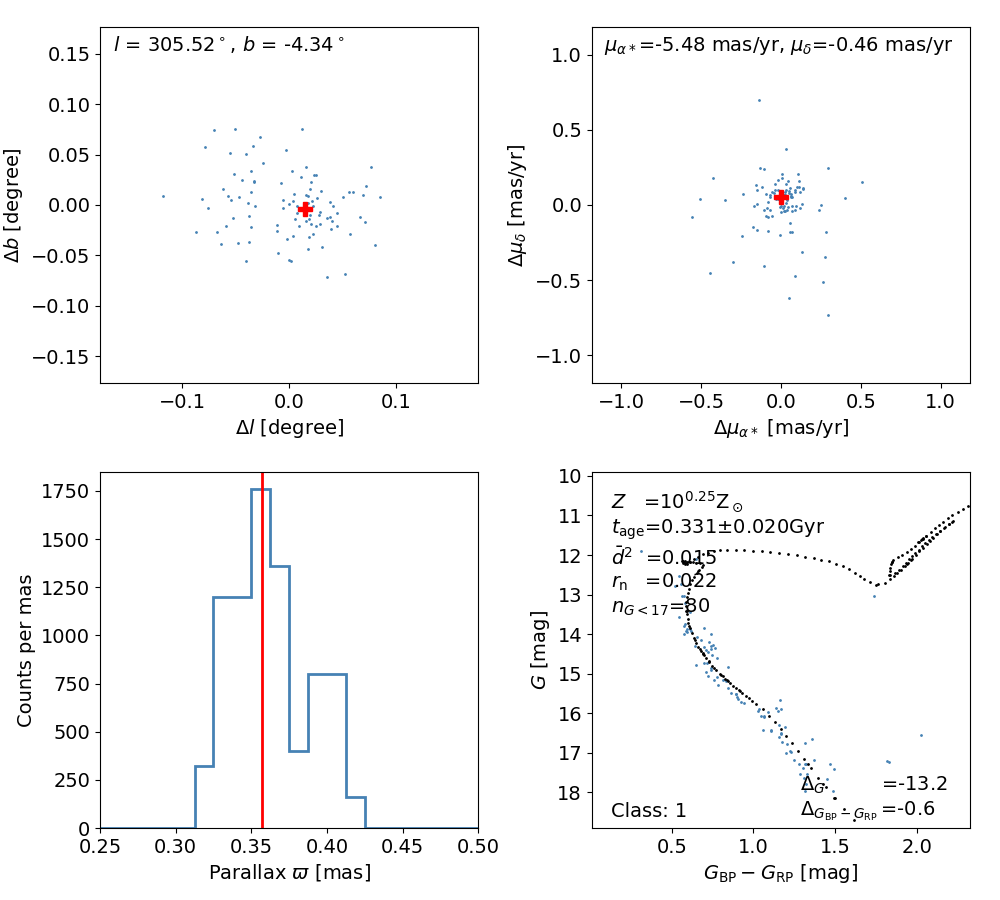 l = 305.52°, b = -4.34°
0.15
0.10
0.05
0.00
−0.05
−0.10
−0.15
Δb [degree]
−0.1 0.0 0.1
Δl [degree]
μα∗=-5.48 mas/yr, μδ=-0.46 mas/yr
1.0
0.5
0.0
−0.5
−1.0
Δμδ [mas/yr]
−1.0 −0.5 0.0 0.5 1.0
Δμα∗ [mas/yr]
1750
1500
1250
1000
750
500
250
0
Counts per mas
0.25 0.30 0.35 0.40 0.45 0.50
Parallax ϖ [mas]
10
11
12
13
14
15
16
17
18
G [mag]
Z =10^0.25 Z⊙
t_age=0.331±0.020Gyr
d̄² =0.015
r_n =0.022
n_G<17=80
Δ_G =-13.2
Δ_GBP−GRP=-0.6
Class: 1
0.5 1.0 1.5 2.0
G_BP − G_RP [mag]